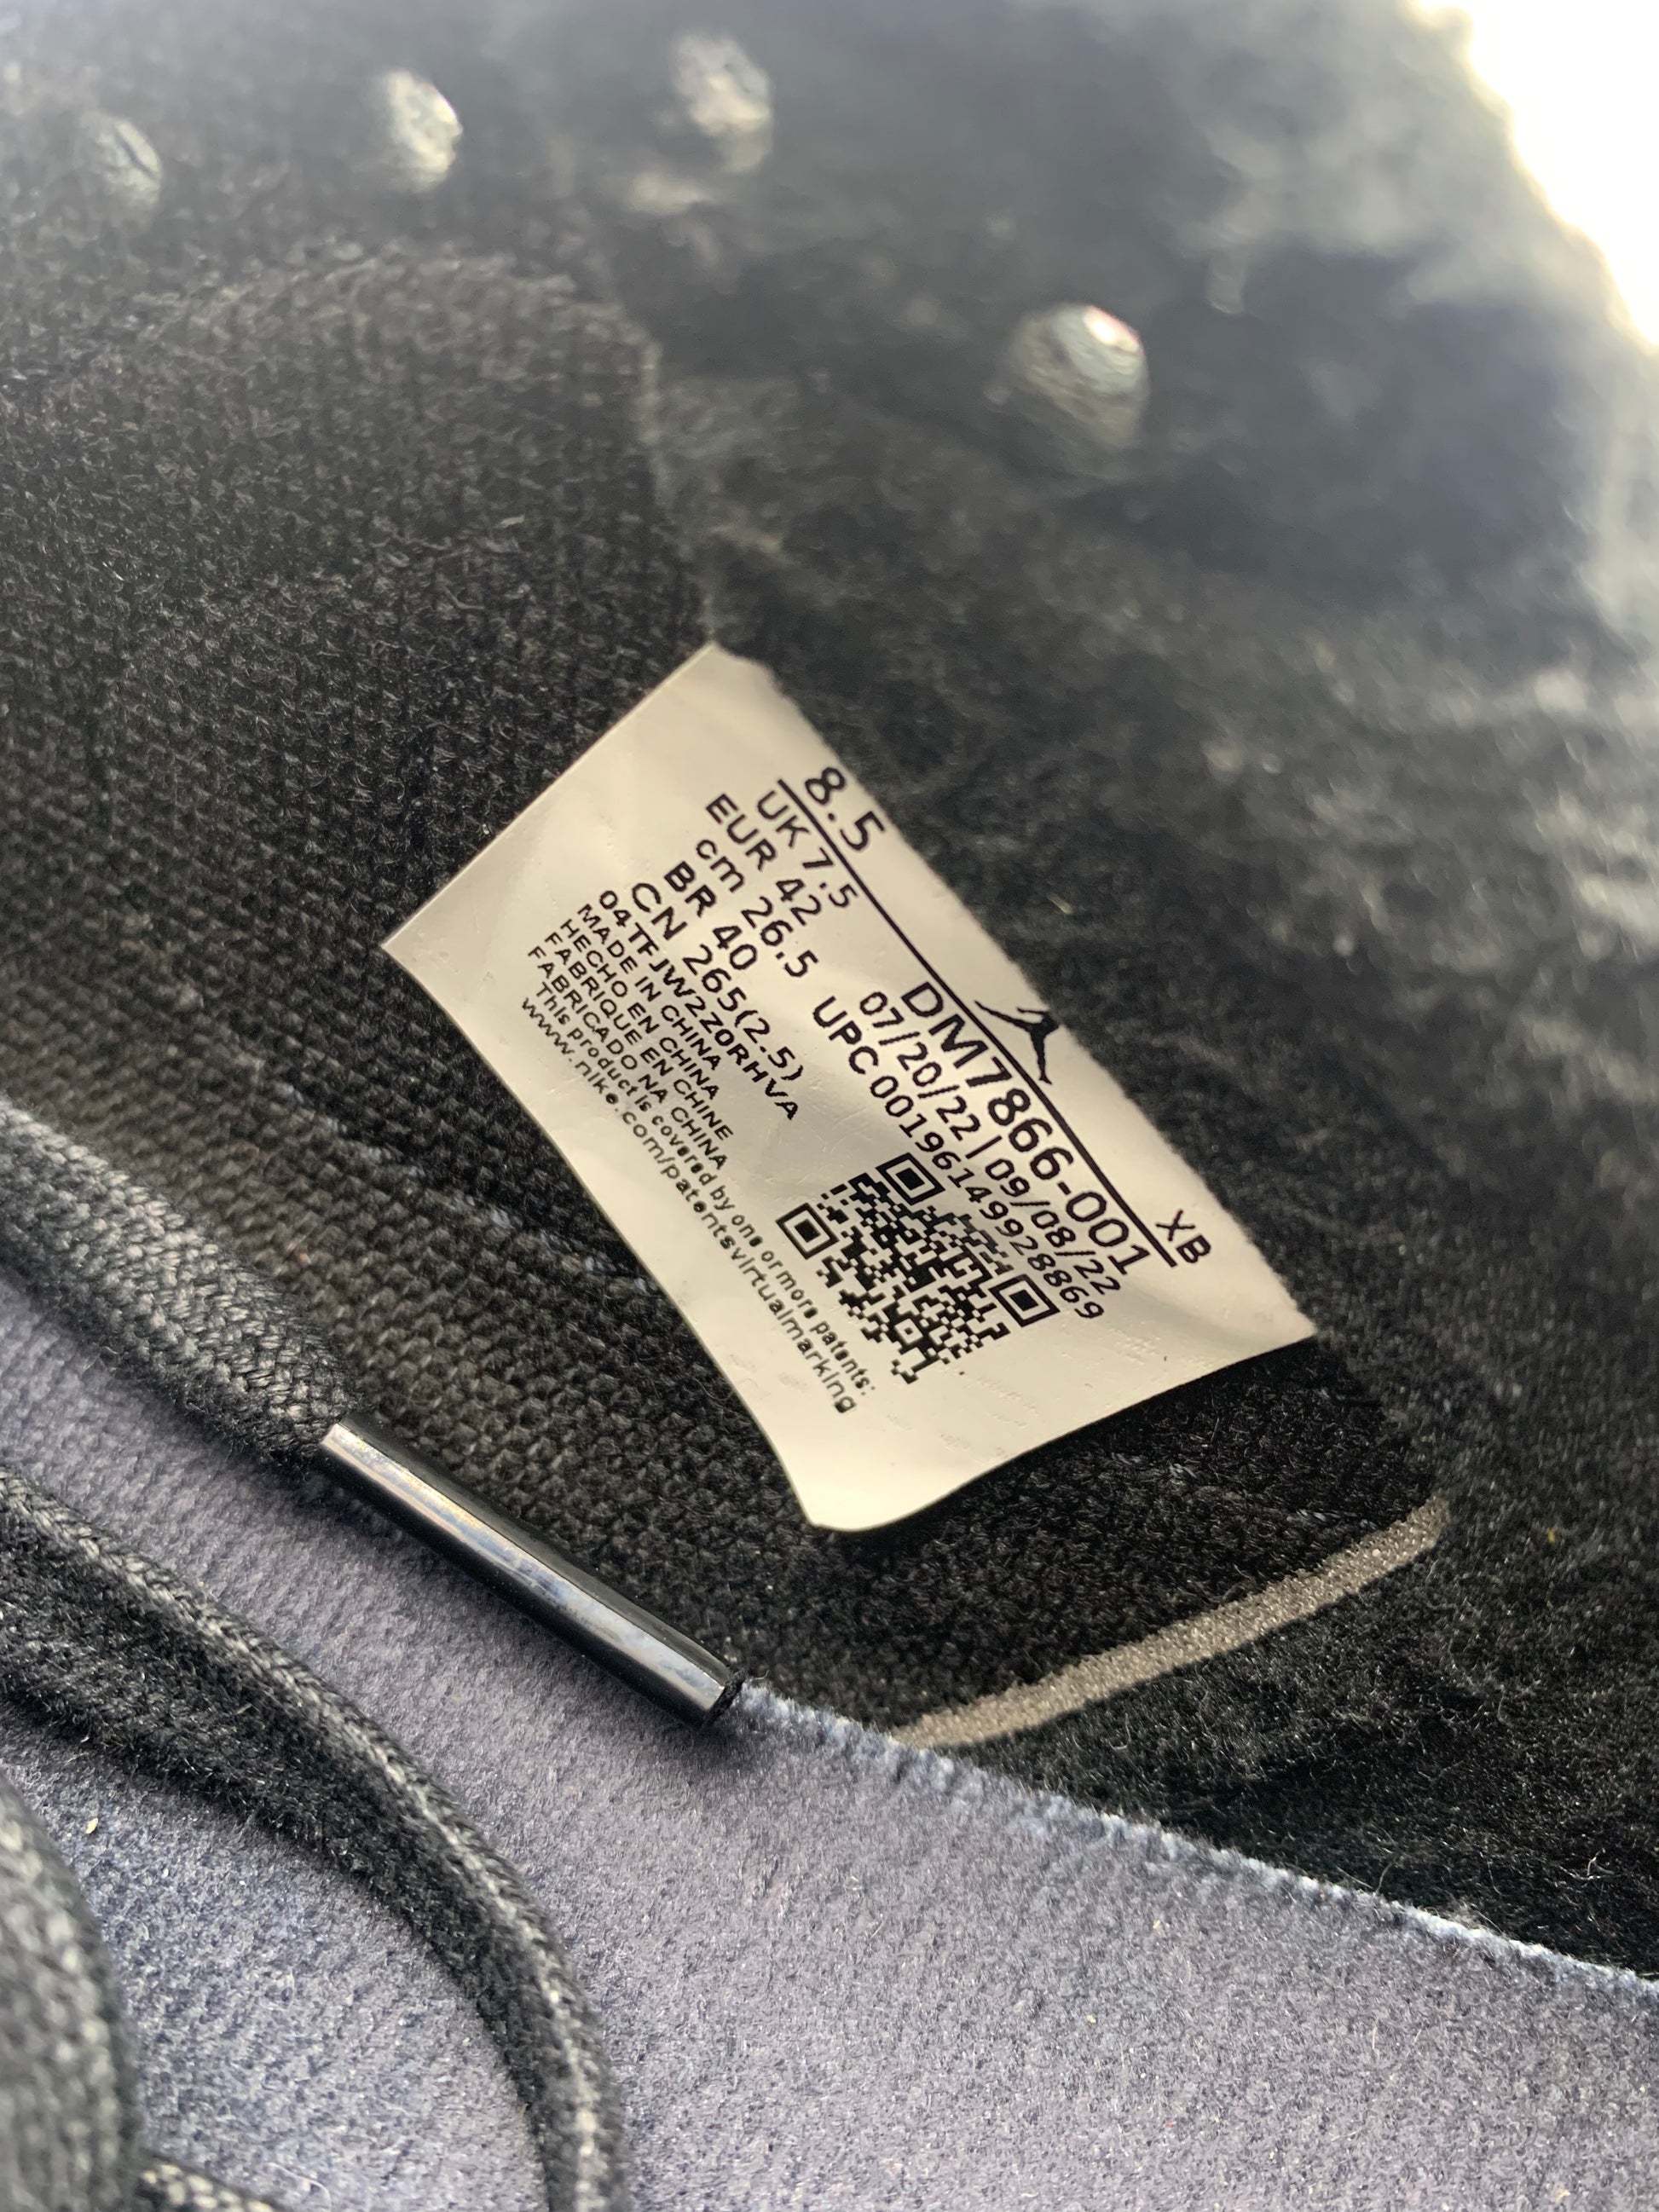 8.5
XB
UK 7.5
DM7866-001
EUR 42
07/20/22 | 09/08/22
cm 26.5
UPC 00196149928869
BR 40
CN 265(2.5)
04TFJW2Z0RHVA
MADE IN CHINA
HECHO EN CHINA
FABRIQUE EN CHINE
FABRICADO NA CHINA
This product is covered by one or more patents:
www.nike.com/patentsvirtualmarking